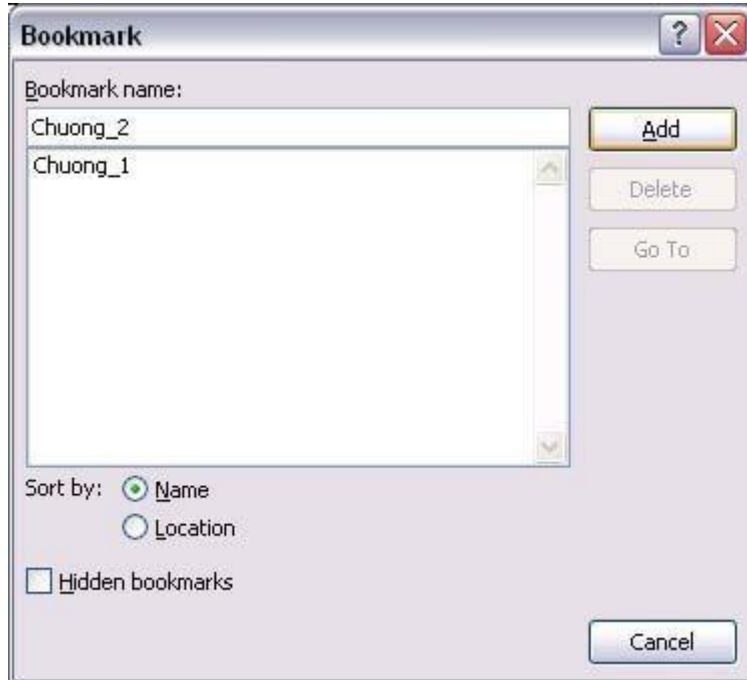 Bookmark
?
Bookmark name:
Chuong_2
Add
Chuong_1
Delete
Go To
Sort by: Name
Location
Hidden bookmarks
Cancel